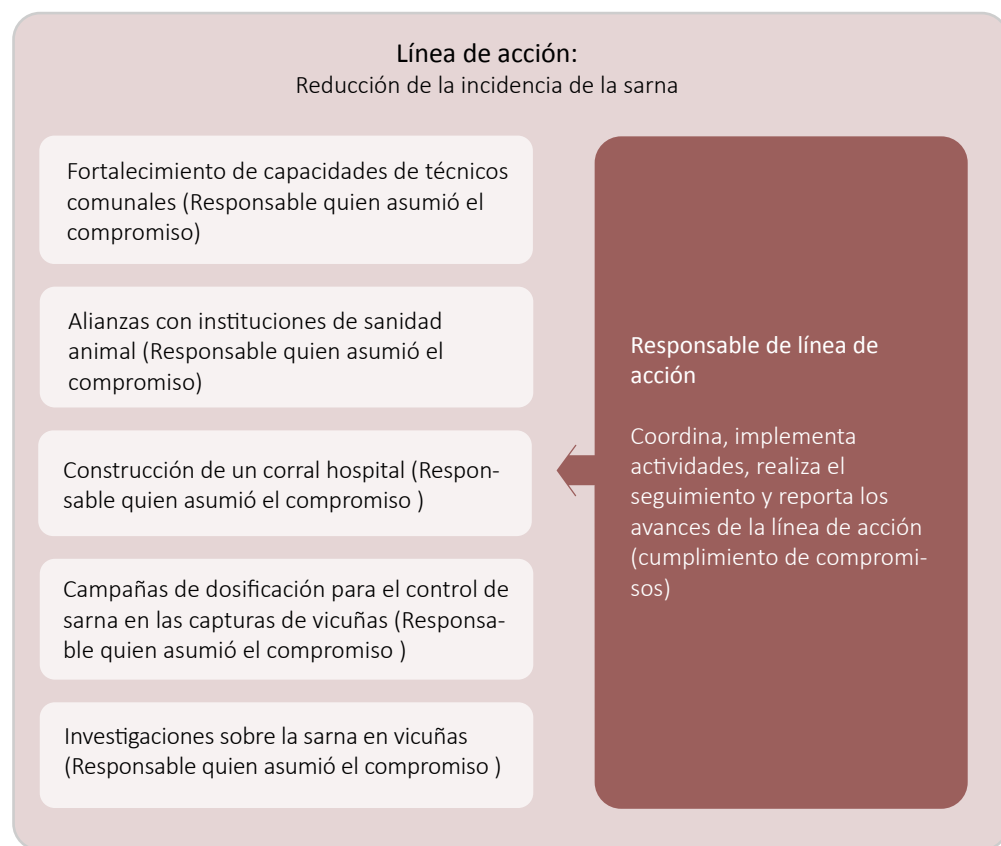 Línea de acción:
Reducción de la incidencia de la sarna
Fortalecimiento de capacidades de técnicos
comunales (Responsable quien asumió el
compromiso)
Alianzas con instituciones de sanidad
animal (Responsable quien asumió el
compromiso)
Construcción de un corral hospital (Respon-
sable quien asumió el compromiso )
Campañas de dosificación para el control de
sarna en las capturas de vicuñas (Responsa-
ble quien asumió el compromiso )
Investigaciones sobre la sarna en vicuñas
(Responsable quien asumió el compromiso )
Responsable de línea de
acción
Coordina, implementa
actividades, realiza el
seguimiento y reporta los
avances de la línea de acción
(cumplimiento de compromi-
sos)